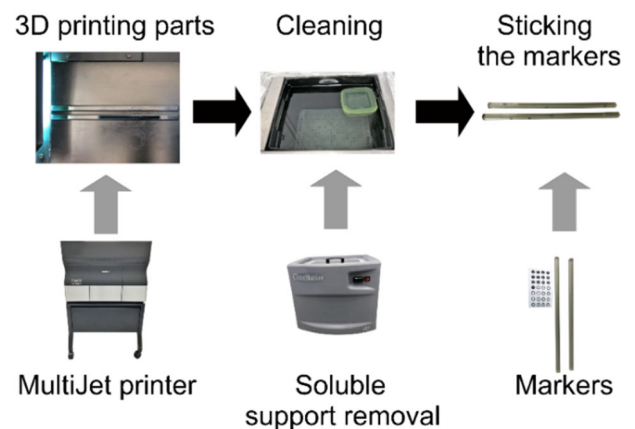 3D printing parts
Cleaning
Sticking
the markers
MultiJet printer
Soluble
support removal
Markers